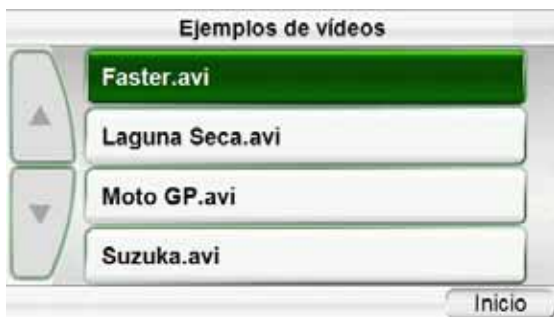 Ejemplos de vídeos
Faster.avi
Laguna Seca.avi
Moto GP.avi
Suzuka.avi
Inicio